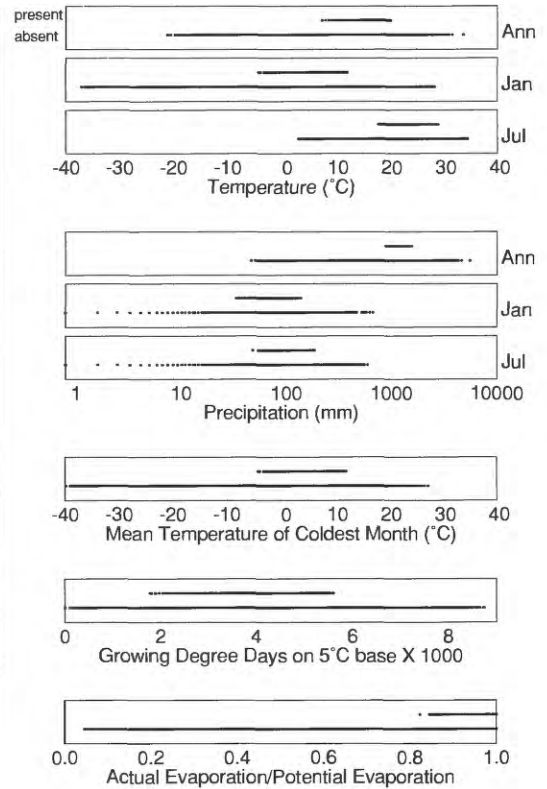 present
absent
Ann
Jan
Jul
-40 -30 -20 -10 0 10 20 30 40
Temperature (˚C)
Ann
Jan
Jul
1 10 100 1000 10000
Precipitation (mm)
-40 -30 -20 -10 0 10 20 30 40
Mean Temperature of Coldest Month (˚C)
0 2 4 6 8
Growing Degree Days on 5˚C base X 1000
0.0 0.2 0.4 0.6 0.8 1.0
Actual Evaporation/Potential Evaporation